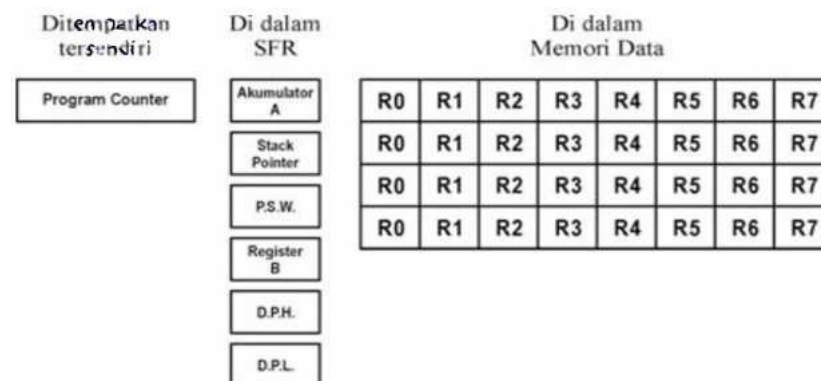 Ditempatkan
tersendiri
Di dalam
SFR
Di dalam
Memori Data
Program Counter
Akumulator
A
Stack
Pointer
P.S.W.
Register
B
D.P.H.
D.P.L.
R0 R1 R2 R3 R4 R5 R6 R7
R0 R1 R2 R3 R4 R5 R6 R7
R0 R1 R2 R3 R4 R5 R6 R7
R0 R1 R2 R3 R4 R5 R6 R7